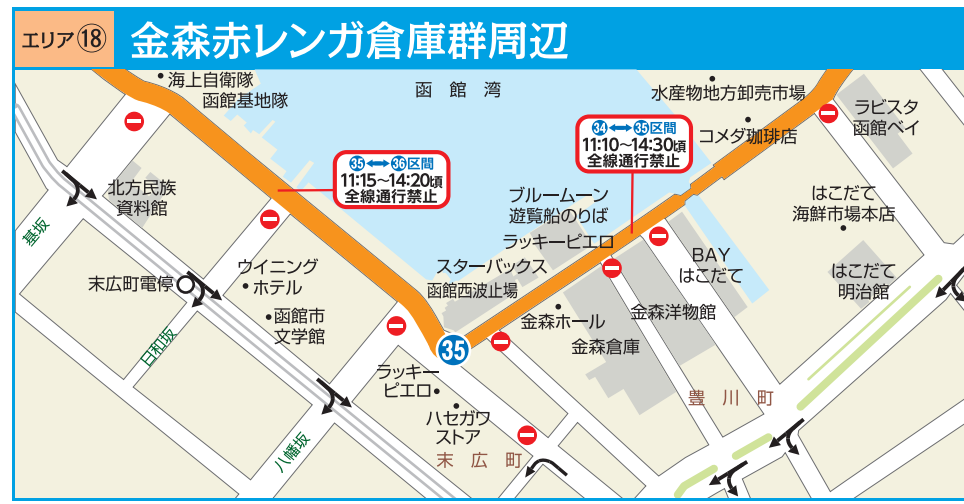 エリア⑱
金森赤レンガ倉庫群周辺
海上自衛隊
函館基地隊
函館湾
水産物地方卸売市場
ラビスタ
函館ベイ
コメダ珈琲店
㉞⟷㉟区間
11:10〜14:30頃
全線通行禁止
㉟⟷㊱区間
11:15〜14:20頃
全線通行禁止
北方民族
資料館
基坂
ブルームーン
遊覧船のりば
ラッキーピエロ
はこだて
海鮮市場本店
BAY
はこだて
スターバックス
函館西波止場
はこだて
明治館
末広町電停
ウイニング
ホテル
函館市
文学館
金森ホール
金森洋物館
金森倉庫
日和坂
35
ラッキー
ピエロ
ハセガワ
ストア
豊川町
八幡坂
末広町